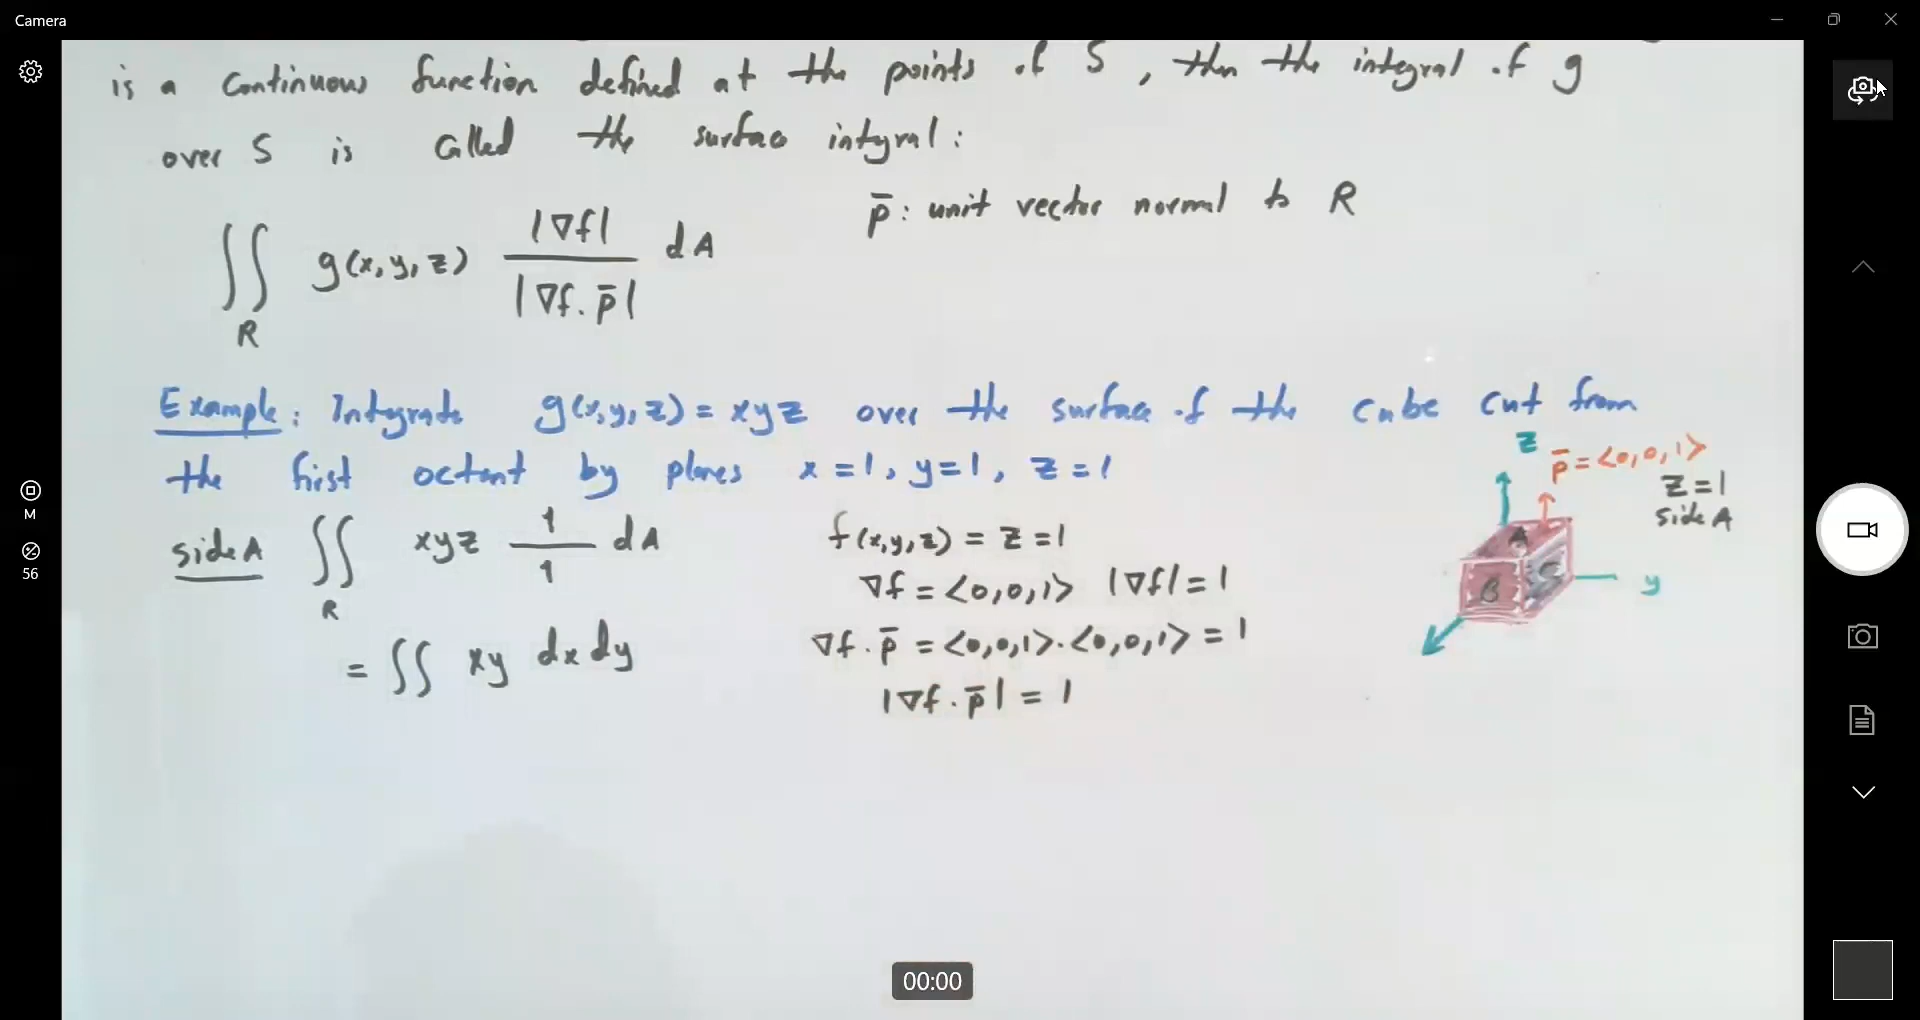 Camera
is a continuous function defined at the points of S, then the integral of g
over S is called the surface integral:
p̄: unit vector normal to R
∬ g(x,y,z) |∇f| / |∇f.p̄| dA
R
Example: Integrate g(x,y,z) = xyz over the surface of the cube cut from
the first octant by planes x=1, y=1, z=1
z
p̄=<0,0,1>
z=1
side A
side A ∬ xyz 1/1 dA
R
f(x,y,z) = z = 1
∇f = <0,0,1> |∇f| = 1
A
B
C
y
= ∬ xy dx dy
∇f.p̄ = <0,0,1>.<0,0,1> = 1
|∇f.p̄| = 1
M
56
00:00